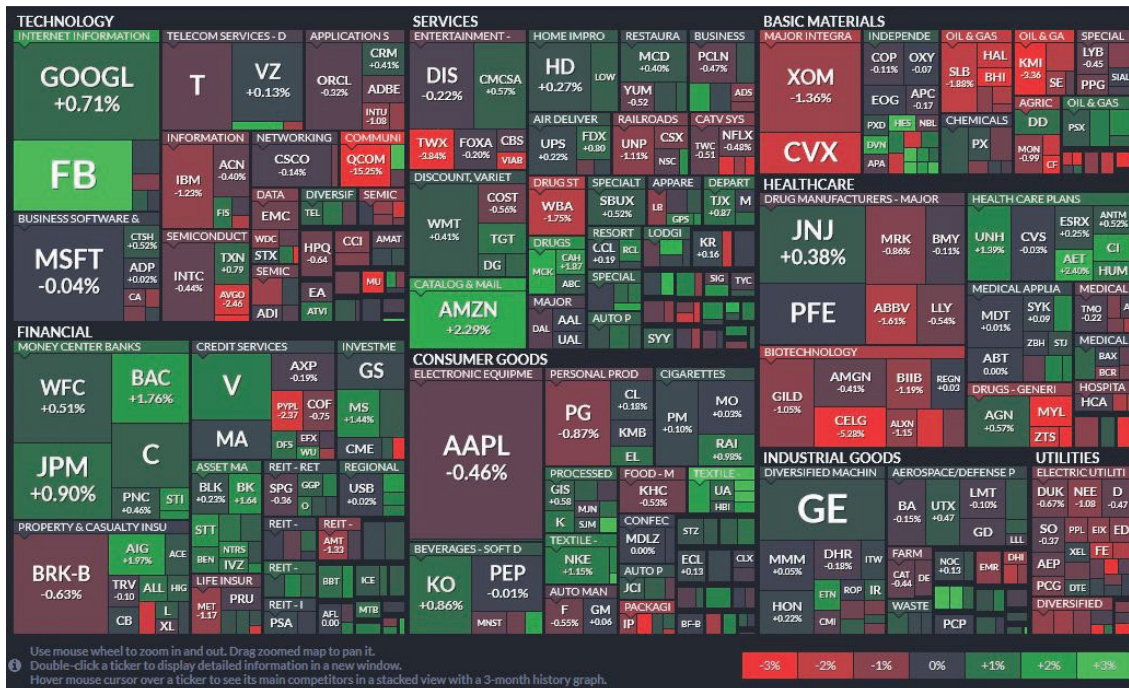 TECHNOLOGY
INTERNET INFORMATION
GOOGL
+0.71%
FB
BUSINESS SOFTWARE &
MSFT
-0.04%
CTSH
+0.52%
ADP
+0.02%
CA
TELECOM SERVICES - D
T
VZ
+0.13%
APPLICATION S
ORCL
-0.32%
CRM
+0.41%
ADBE
INTU
-1.08
INFORMATION
IBM
-1.23%
ACN
-0.40%
FIS
NETWORKING
CSCO
-0.14%
COMMUNI
QCOM
-15.25%
DATA
EMC
WDC
STX
DIVERSIF
TEL
HPQ
-0.64
SEMIC
CCI
AMAT
SEMICONDUCT
INTC
-0.44%
TXN
+0.79
AVGO
-2.46
SEMIC
ADI
EA
ATVI
MU
SERVICES
ENTERTAINMENT -
DIS
-0.22%
CMCSA
+0.57%
TWX
-3.84%
FOXA
-0.20%
CBS
VIAB
HOME IMPRO
HD
+0.27%
LOW
RESTAURA
MCD
+0.40%
YUM
-0.52
BUSINESS
PCLN
-0.47%
ADS
AIR DELIVER
UPS
+0.22%
FDX
+0.80
RAILROADS
UNP
-1.11%
CSX
NSC
CATV SYS
TWC
-0.51
NFLX
-0.48%
DISCOUNT, VARIET
WMT
+0.41%
COST
-0.56%
TGT
DG
DRUG ST
WBA
-1.75%
SPECIALT
SBUX
+0.52%
APPARE
LB
GPS
DEPART
TJX
+0.87
M
DRUGS
MCK
CAH
+1.87
ABC
RESORT
CCL
+0.19
RCL
LODGI
KR
+0.16
CATALOG & MAIL
AMZN
+2.29%
MAJOR
DAL
AAL
UAL
SPECIAL
AUTO P
SIG
TYC
SYY
BASIC MATERIALS
MAJOR INTEGRA
XOM
-1.36%
CVX
INDEPENDE
COP
-0.11%
OXY
-0.07
EOG
APC
-0.17
PXD
HES
NBL
DVN
APA
OIL & GAS
SLB
-1.88%
HAL
BHI
OIL & GA
KMI
-3.36
SE
SPECIAL
LYB
-0.45
PPG
SIAL
CHEMICALS
PX
AGRIC
DD
MON
-0.99
CF
OIL & GAS
PSX
HEALTHCARE
DRUG MANUFACTURERS - MAJOR
JNJ
+0.38%
MRK
-0.86%
BMY
-0.11%
PFE
ABBV
-1.61%
LLY
-0.54%
HEALTH CARE PLANS
UNH
+1.39%
CVS
-0.03%
ESRX
+0.25%
ANTM
+0.52%
AET
+2.40%
CI
HUM
MEDICAL APPLIA
MDT
+0.01%
SYK
+0.09
ABT
0.00%
ZBH
STJ
MEDICAL
TMO
-0.22
A
MEDICAL
BAX
BCR
BIOTECHNOLOGY
GILD
-1.05%
AMGN
-0.41%
BIIB
-1.19%
REGN
+0.03
CELG
-5.28%
ALXN
-1.15
DRUGS - GENERI
AGN
+0.57%
MYL
ZTS
HOSPITA
HCA
FINANCIAL
MONEY CENTER BANKS
WFC
+0.51%
BAC
+1.76%
JPM
+0.90%
C
PNC
+0.46%
STI
CREDIT SERVICES
V
MA
AXP
-0.19%
PYPL
-2.37
COF
-0.75
DFS
EFX
WU
INVESTME
GS
MS
+1.44%
CME
ASSET MA
BLK
+0.23%
BK
+1.64
STT
BEN
NTRS
IVZ
REIT - RET
SPG
-0.36
GGP
O
REGIONAL
USB
+0.02%
REIT -
REIT -
AMT
-1.33
REIT -
BBT
ICE
PROPERTY & CASUALTY INSU
BRK-B
-0.63%
AIG
+1.97%
ACE
TRV
-0.10
ALL
HIG
CB
L
XL
LIFE INSUR
MET
-1.17
PRU
REIT - I
PSA
AFL
0.00
MTB
CONSUMER GOODS
ELECTRONIC EQUIPME
AAPL
-0.46%
BEVERAGES - SOFT D
KO
+0.86%
PEP
-0.01%
MNST
PERSONAL PROD
PG
-0.87%
CL
+0.18%
KMB
EL
CIGARETTES
PM
+0.10%
MO
+0.03%
RAI
+0.98%
PROCESSED
GIS
+0.58
MJN
K
SJM
FOOD - M
KHC
-0.53%
TEXTILE -
UA
HBI
TEXTILE -
NKE
+1.15%
CONFEC
MDLZ
0.00%
STZ
AUTO P
JCI
ECL
+0.13
CLX
AUTO MAN
F
-0.55%
GM
+0.06
PACKAGI
IP
BF-B
INDUSTRIAL GOODS
DIVERSIFIED MACHIN
GE
MMM
+0.05%
DHR
-0.18%
ITW
HON
+0.22%
ETN
ROP
IR
CMI
AEROSPACE/DEFENSE P
BA
-0.15%
UTX
+0.47
LMT
-0.10%
GD
LLL
FARM
CAT
-0.44
DE
NOC
+0.13
EMR
DHI
WASTE
PCP
UTILITIES
ELECTRIC UTILITI
DUK
-0.67%
NEE
-1.08
D
-0.47
SO
-0.37
PPL
EIX
ED
AEP
XEL
FE
PCG
DTE
DIVERSIFIED
Use mouse wheel to zoom in and out. Drag zoomed map to pan it.
Double-click a ticker to display detailed information in a new window.
Hover mouse cursor over a ticker to see its main competitors in a stacked view with a 3-month history graph.
-3%
-2%
-1%
0%
+1%
+2%
+3%